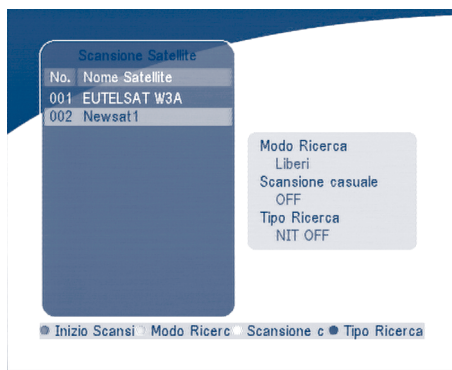 Scansione Satellite
No. Nome Satellite
001 EUTELSAT W3A
002 Newsat1
Modo Ricerca
Liberi
Scansione casuale
OFF
Tipo Ricerca
NIT OFF
Inizio Scansi Modo Ricerc Scansione c Tipo Ricerca